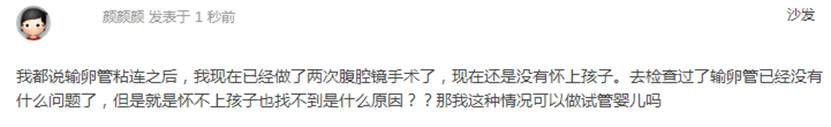 颜颜颜 发表于 1 秒前 沙发
我都说输卵管粘连之后，我现在已经做了两次腹腔镜手术了，现在还是没有怀上孩子。去检查过了输卵管已经没有
什么问题了，但是就是怀不上孩子也找不到是什么原因？？那我这种情况可以做试管婴儿吗